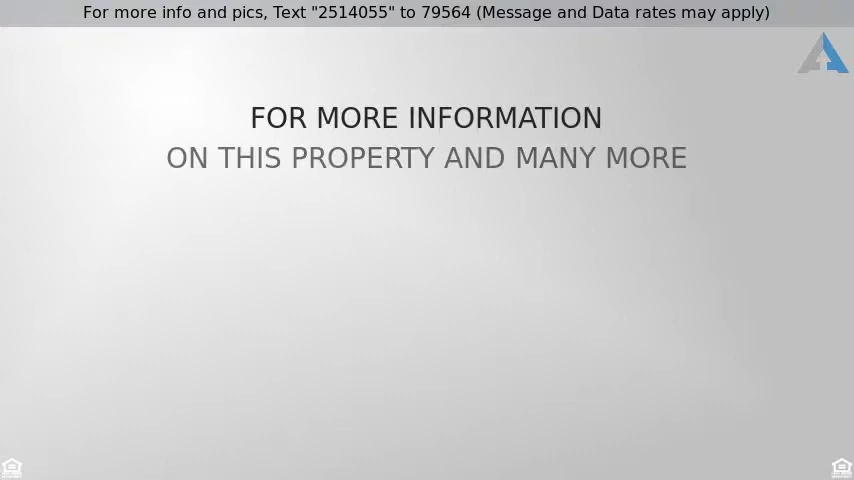 For more info and pics, Text "2514055" to 79564 (Message and Data rates may apply)
FOR MORE INFORMATION
ON THIS PROPERTY AND MANY MORE